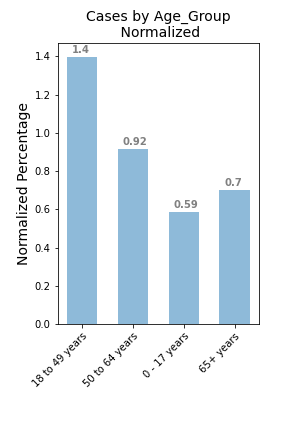 Cases by Age_Group
Normalized
1.4
0.92
0.59
0.7
Normalized Percentage
1.4
1.2
1.0
0.8
0.6
0.4
0.2
0.0
18 to 49 years
50 to 64 years
0 - 17 years
65+ years